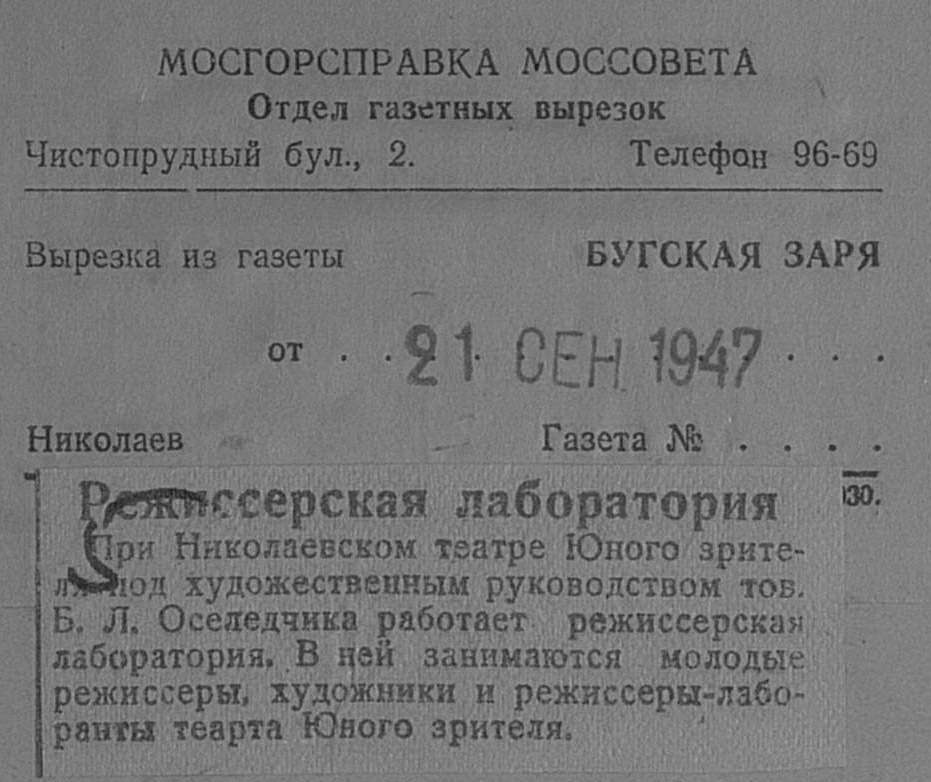 МОСГОРСПРАВКА МОССОВЕТА
Отдел газетных вырезок
Чистопрудный бул., 2. Телефон 96-69
Вырезка из газеты БУГСКАЯ ЗАРЯ
от . . 21 СЕН 1947 . . .
Николаев Газета № . . . .
Режиссерская лаборатория
При Николаевском театре Юного зрите-
ля под художественным руководством тов.
Б. Л. Оселедчика работает режиссерская
лаборатория. В ней занимаются молодые
режиссеры, художники и режиссеры-лабо-
ранты теарта Юного зрителя.